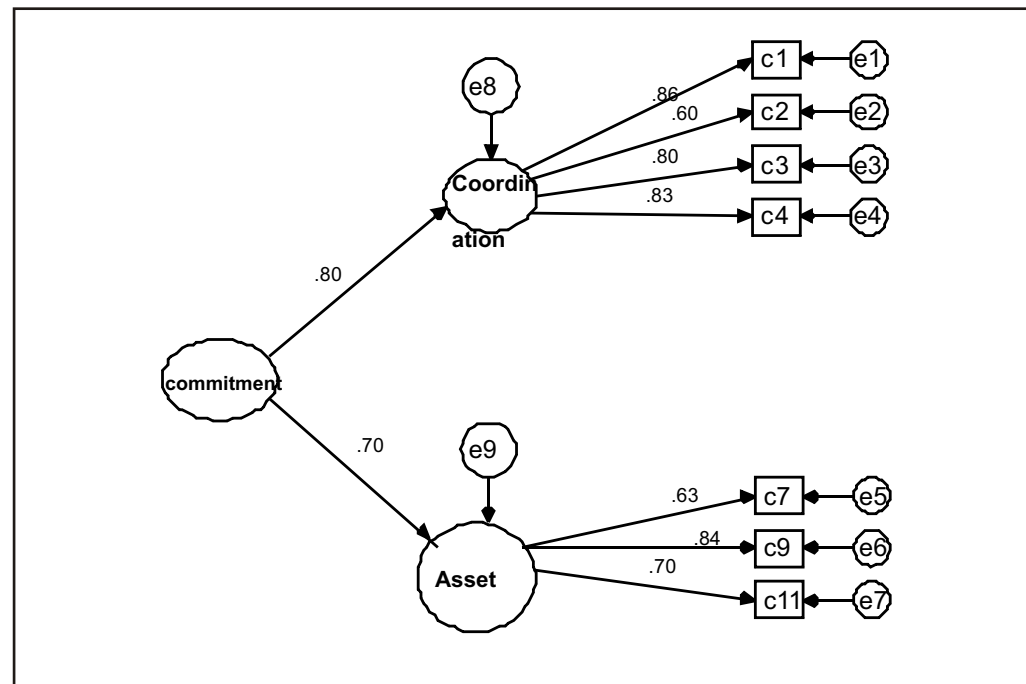 c1
e1
e8
.86
c2
e2
.60
.80
c3
e3
Coordin
ation
.83
c4
e4
.80
commitment
.70
e9
.63
c7
e5
.84
c9
e6
Asset
.70
c11
e7